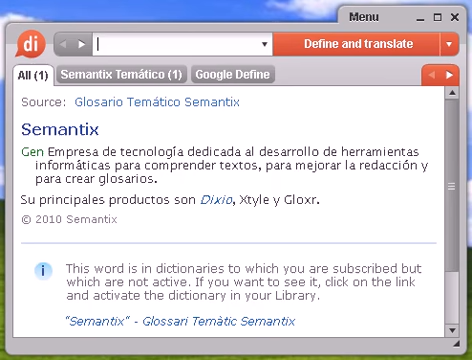 Menu
di
Define and translate
All (1) Semantix Temático (1) Google Define
Source: Glosario Temático Semantix
Semantix
Gen Empresa de tecnología dedicada al desarrollo de herramientas
informáticas para comprender textos, para mejorar la redacción y
para crear glosarios.
Su principales productos son Dixio, Xtyle y Gloxr.
© 2010 Semantix
i
This word is in dictionaries to which you are subscribed but
which are not active. If you want to see it, click on the link
and activate the dictionary in your Library.
"Semantix" - Glossari Temàtic Semantix